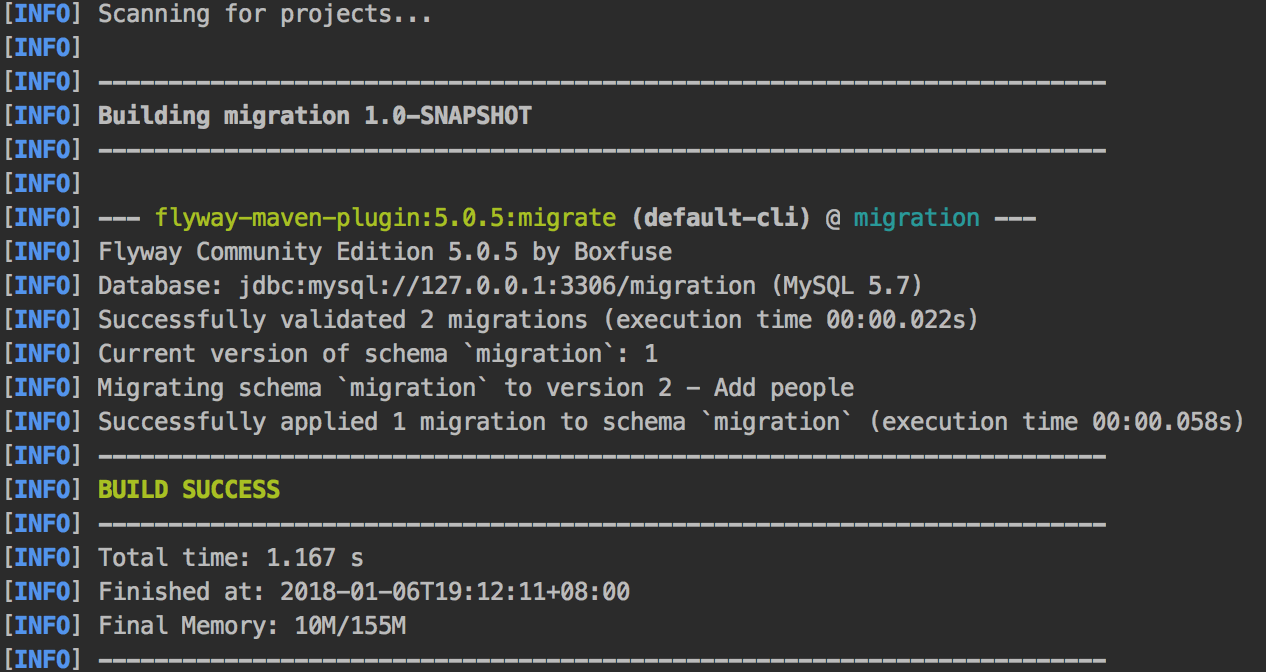 [INFO] Scanning for projects...
[INFO]
[INFO] ------------------------------------------------------------------------
[INFO] Building migration 1.0-SNAPSHOT
[INFO] ------------------------------------------------------------------------
[INFO]
[INFO] --- flyway-maven-plugin:5.0.5:migrate (default-cli) @ migration ---
[INFO] Flyway Community Edition 5.0.5 by Boxfuse
[INFO] Database: jdbc:mysql://127.0.0.1:3306/migration (MySQL 5.7)
[INFO] Successfully validated 2 migrations (execution time 00:00.022s)
[INFO] Current version of schema `migration`: 1
[INFO] Migrating schema `migration` to version 2 - Add people
[INFO] Successfully applied 1 migration to schema `migration` (execution time 00:00.058s)
[INFO] ------------------------------------------------------------------------
[INFO] BUILD SUCCESS
[INFO] ------------------------------------------------------------------------
[INFO] Total time: 1.167 s
[INFO] Finished at: 2018-01-06T19:12:11+08:00
[INFO] Final Memory: 10M/155M
[INFO] ------------------------------------------------------------------------